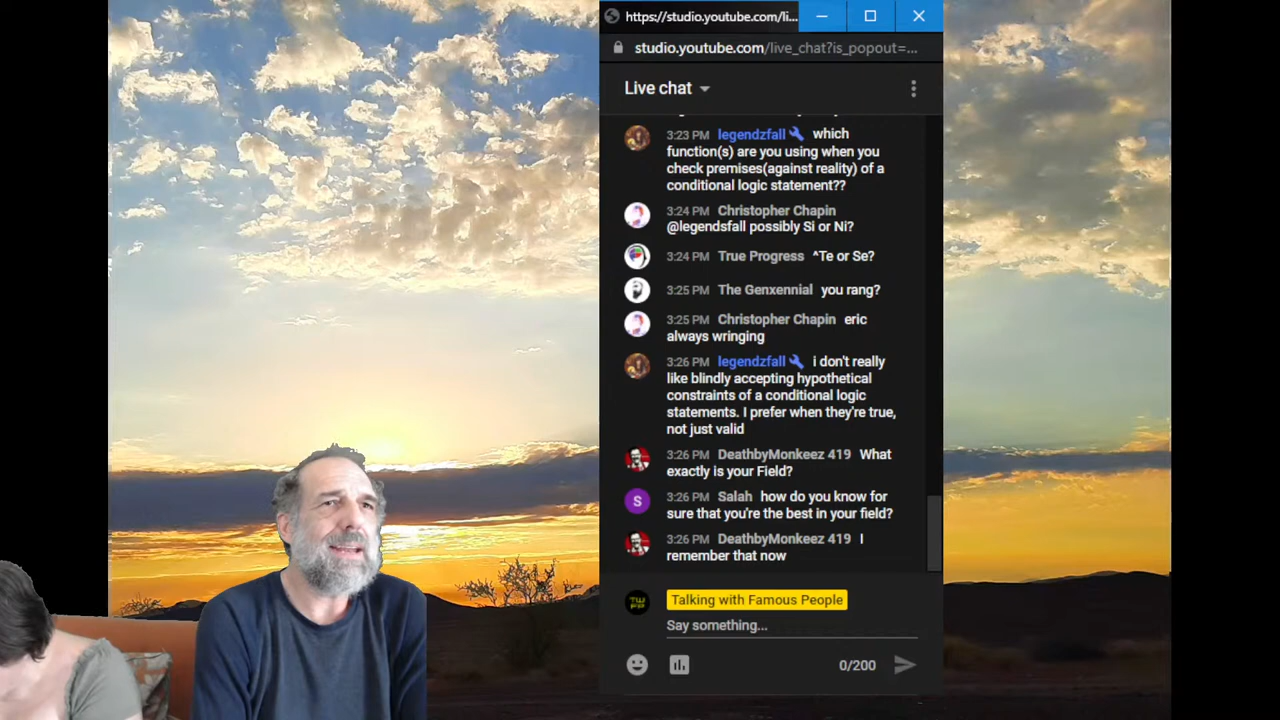 https://studio.youtube.com/li...
studio.youtube.com/live_chat?is_popout=...
Live chat
3:23 PM legendzfall which
function(s) are you using when you
check premises(against reality) of a
conditional logic statement??
3:24 PM Christopher Chapin
@legendsfall possibly Si or Ni?
3:24 PM True Progress ^Te or Se?
3:25 PM The Genxennial you rang?
3:25 PM Christopher Chapin eric
always wringing
3:26 PM legendzfall i don't really
like blindly accepting hypothetical
constraints of a conditional logic
statements. I prefer when they're true,
not just valid
3:26 PM DeathbyMonkeez 419 What
exactly is your Field?
S
3:26 PM Salah how do you know for
sure that you're the best in your field?
3:26 PM DeathbyMonkeez 419 I
remember that now
Talking with Famous People
Say something...
0/200